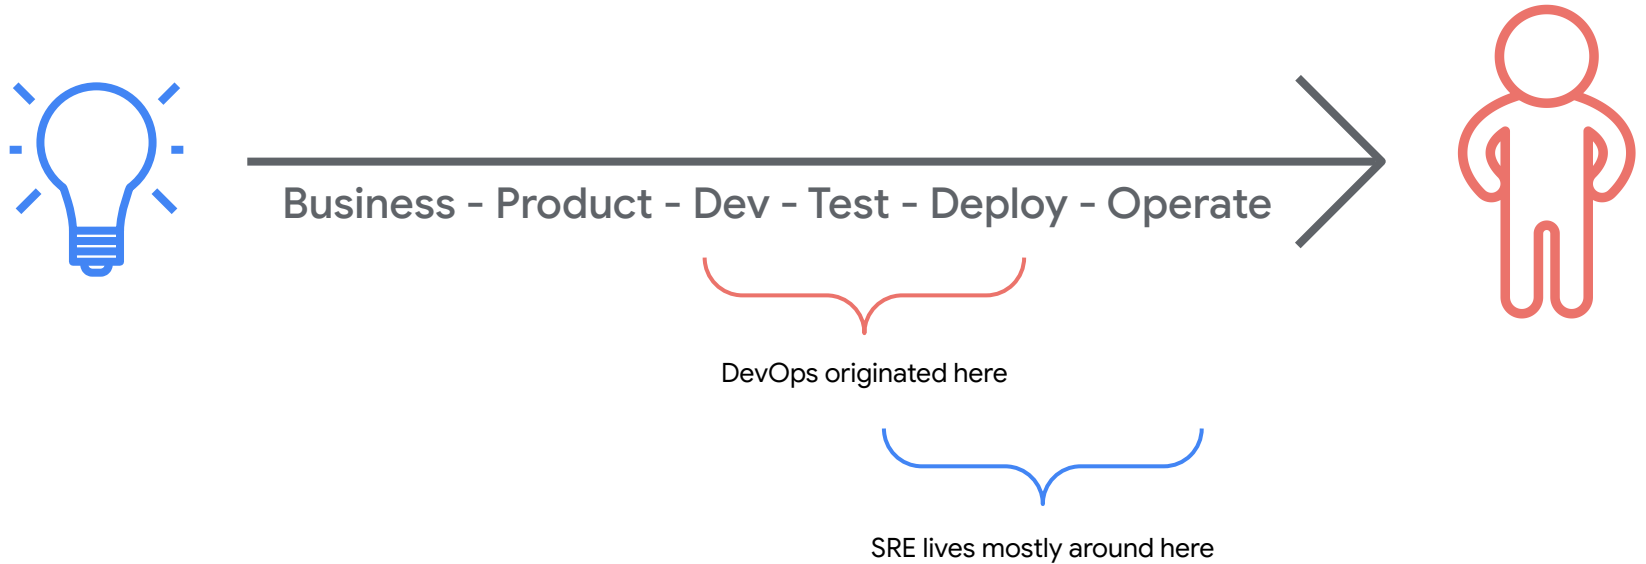 Business - Product - Dev - Test - Deploy - Operate
DevOps originated here
SRE lives mostly around here